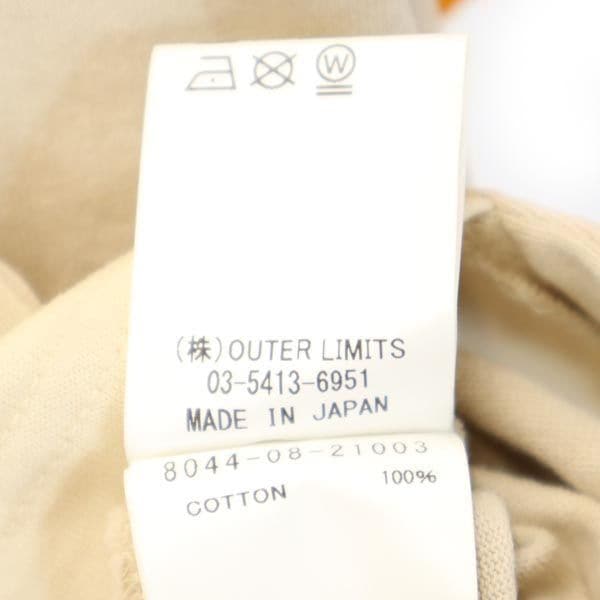 W
(株)OUTER LIMITS
03-5413-6951
MADE IN JAPAN
8044-08-21003
COTTON 100%